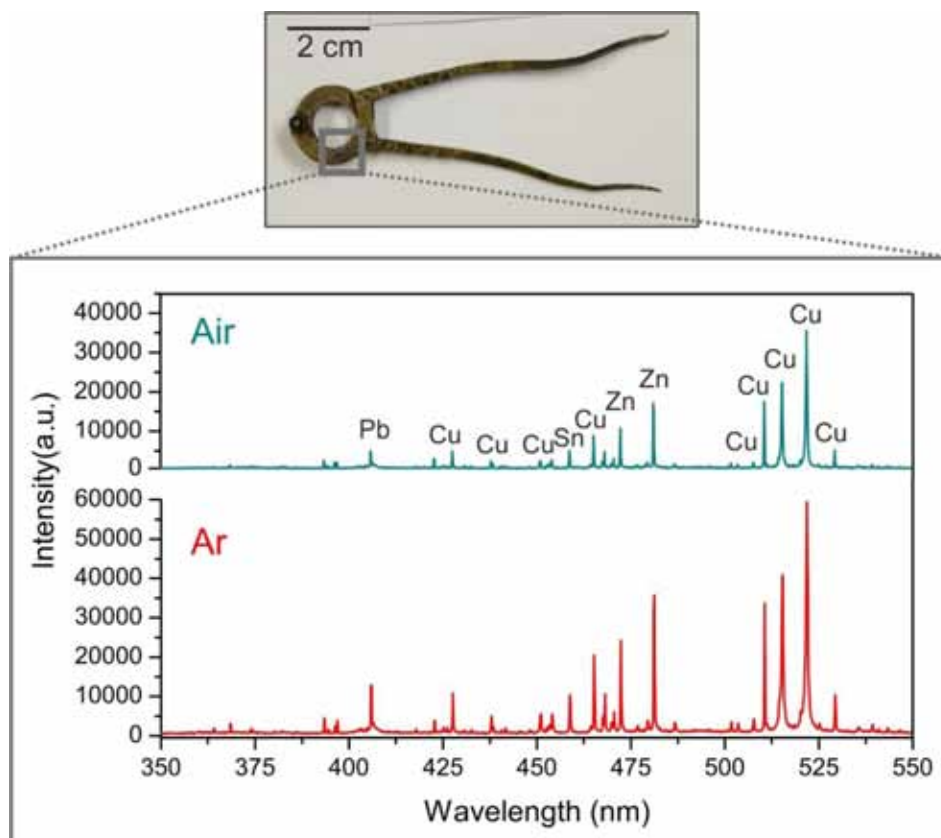 2 cm
Intensity(a.u.)
40000
30000
20000
10000
0
Air
Pb
Cu
Cu
Cu
Sn
Cu
Zn
Zn
Cu
Cu
Cu
Cu
Cu
60000
50000
40000
30000
20000
10000
0
Ar
350 375 400 425 450 475 500 525 550
Wavelength (nm)